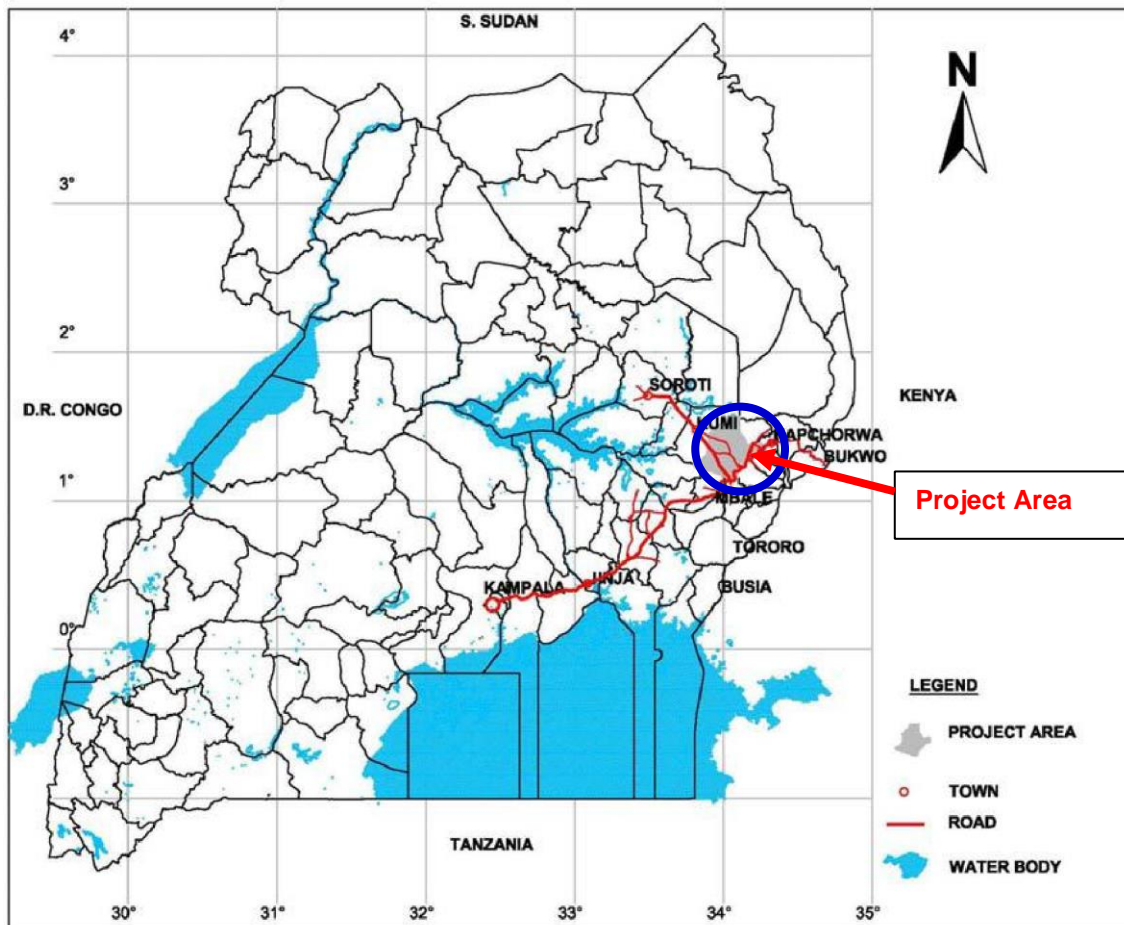 S. SUDAN
4°
N
3°
2°
SOROTI
KENYA
D.R. CONGO
KUMI
KAPCHORWA
BUKWO
1°
Project Area
MBALE
TORORO
JINJA
KAMPALA
BUSIA
0°
LEGEND
PROJECT AREA
TOWN
ROAD
TANZANIA
WATER BODY
30°
31°
32°
33°
34°
35°